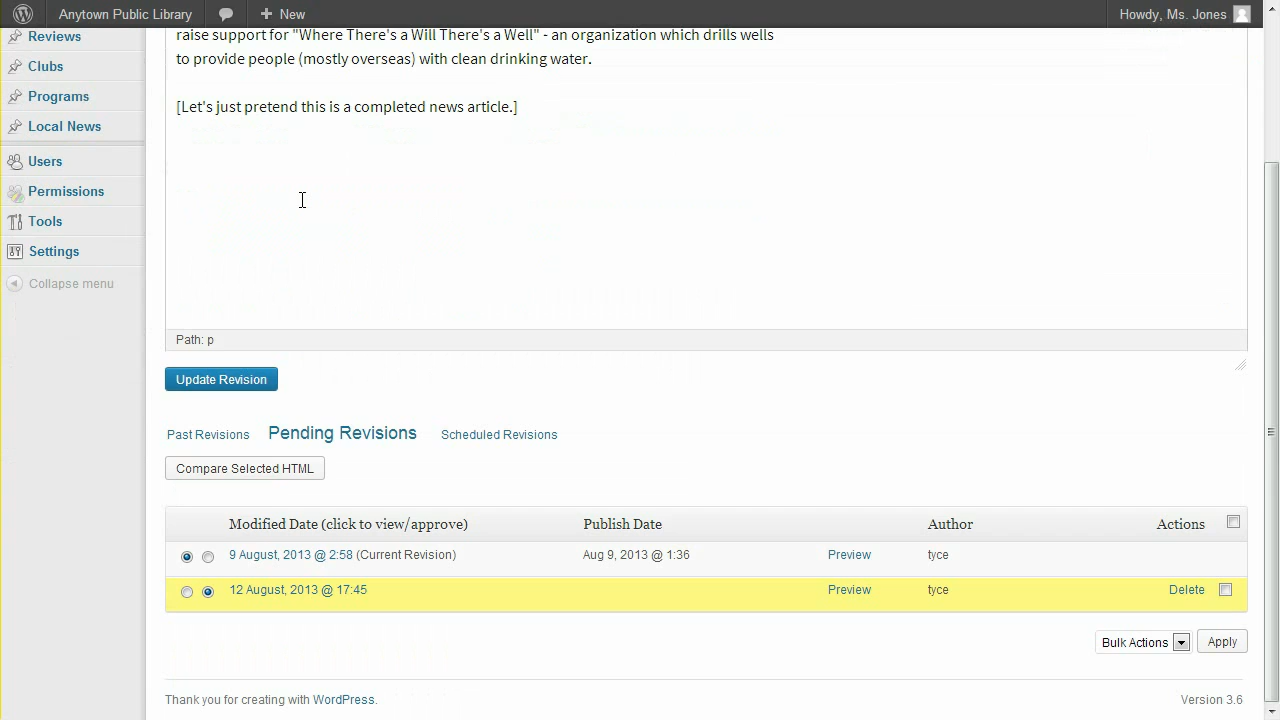 Anytown Public Library
New
Howdy, Ms. Jones
Reviews
Clubs
Programs
Local News
Users
Permissions
Tools
Settings
Collapse menu
raise support for "Where There's a Will There's a Well" - an organization which drills wells
to provide people (mostly overseas) with clean drinking water.
[Let's just pretend this is a completed news article.]
Path: p
Update Revision
Past Revisions Pending Revisions Scheduled Revisions
Compare Selected HTML
Modified Date (click to view/approve) Publish Date Author Actions
9 August, 2013 @ 2:58 (Current Revision) Aug 9, 2013 @ 1:36 Preview tyce
12 August, 2013 @ 17:45 Preview tyce Delete
Bulk Actions Apply
Thank you for creating with WordPress. Version 3.6